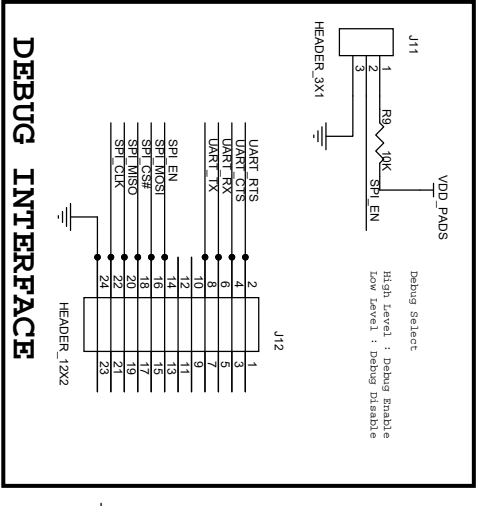 J11
HEADER_3X1
1
2
3
R9
10K
SPI_EN
VDD_PADS
Debug Select
High Level : Debug Enable
Low Level : Debug Disable
UART_RTS
UART_CTS
UART_RX
UART_TX
SPI_EN
SPI_MOSI
SPI_CS#
SPI_MISO
SPI_CLK
J12
2 1
4 3
6 5
8 7
10 9
12 11
14 13
16 15
18 17
20 19
22 21
24 23
HEADER_12X2
DEBUG INTERFACE